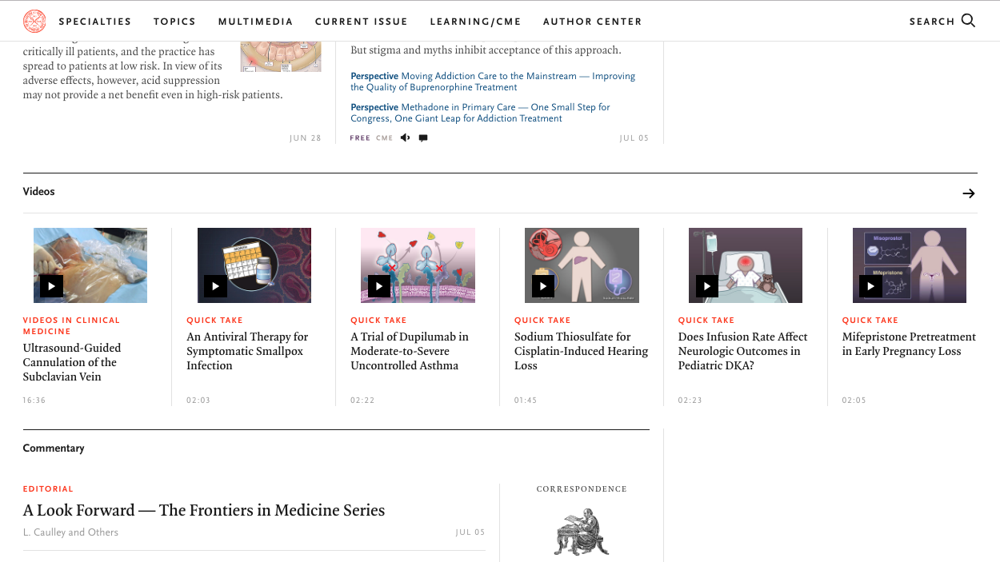 SPECIALTIES TOPICS MULTIMEDIA CURRENT ISSUE LEARNING/CME AUTHOR CENTER SEARCH
critically ill patients, and the practice has
spread to patients at low risk. In view of its
adverse effects, however, acid suppression
may not provide a net benefit even in high-risk patients.
JUN 28
But stigma and myths inhibit acceptance of this approach.
Perspective Moving Addiction Care to the Mainstream — Improving
the Quality of Buprenorphine Treatment
Perspective Methadone in Primary Care — One Small Step for
Congress, One Giant Leap for Addiction Treatment
FREE CME JUL 05
Videos
MONTH
Misoprostol
Mifepristone
VIDEOS IN CLINICAL
MEDICINE
Ultrasound-Guided
Cannulation of the
Subclavian Vein
16:36
QUICK TAKE
An Antiviral Therapy for
Symptomatic Smallpox
Infection
02:03
QUICK TAKE
A Trial of Dupilumab in
Moderate-to-Severe
Uncontrolled Asthma
02:22
QUICK TAKE
Sodium Thiosulfate for
Cisplatin-Induced Hearing
Loss
01:45
QUICK TAKE
Does Infusion Rate Affect
Neurologic Outcomes in
Pediatric DKA?
02:23
QUICK TAKE
Mifepristone Pretreatment
in Early Pregnancy Loss
02:05
Commentary
EDITORIAL
A Look Forward — The Frontiers in Medicine Series
L. Caulley and Others
JUL 05
CORRESPONDENCE